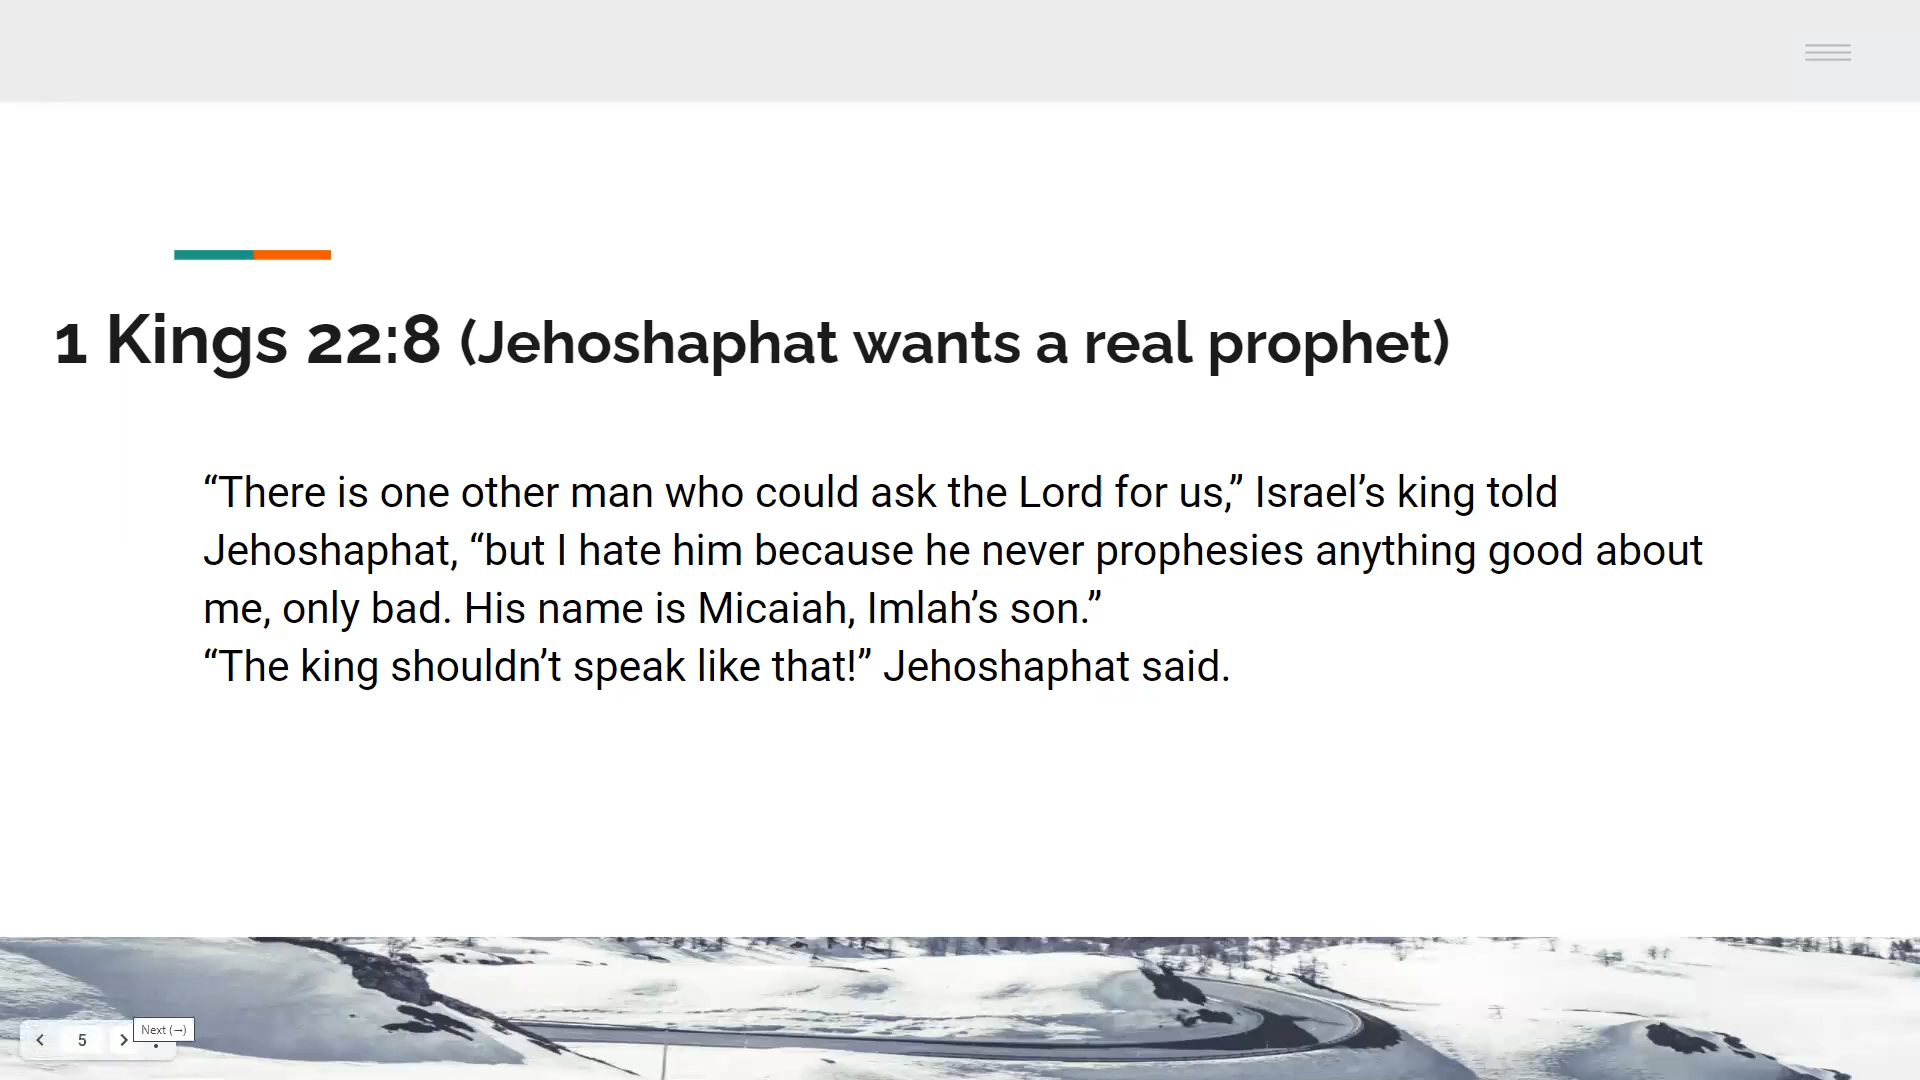 1 Kings 22:8 (Jehoshaphat wants a real prophet)
“There is one other man who could ask the Lord for us,” Israel’s king told
Jehoshaphat, “but I hate him because he never prophesies anything good about
me, only bad. His name is Micaiah, Imlah’s son.”
“The king shouldn’t speak like that!” Jehoshaphat said.
Next (→)
5